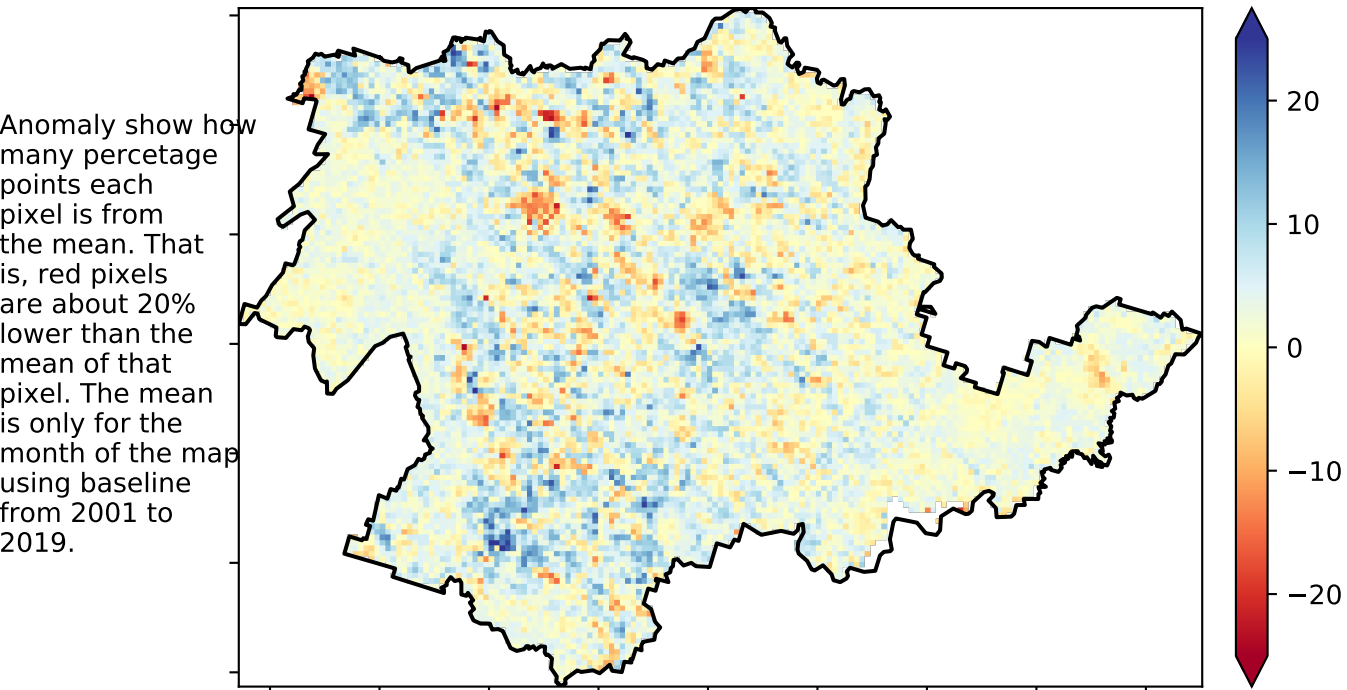 Anomaly show how
many percetage
points each
pixel is from
the mean. That
is, red pixels
are about 20%
lower than the
mean of that
pixel. The mean
is only for the
month of the map
using baseline
from 2001 to
2019.
20
10
0
−10
−20